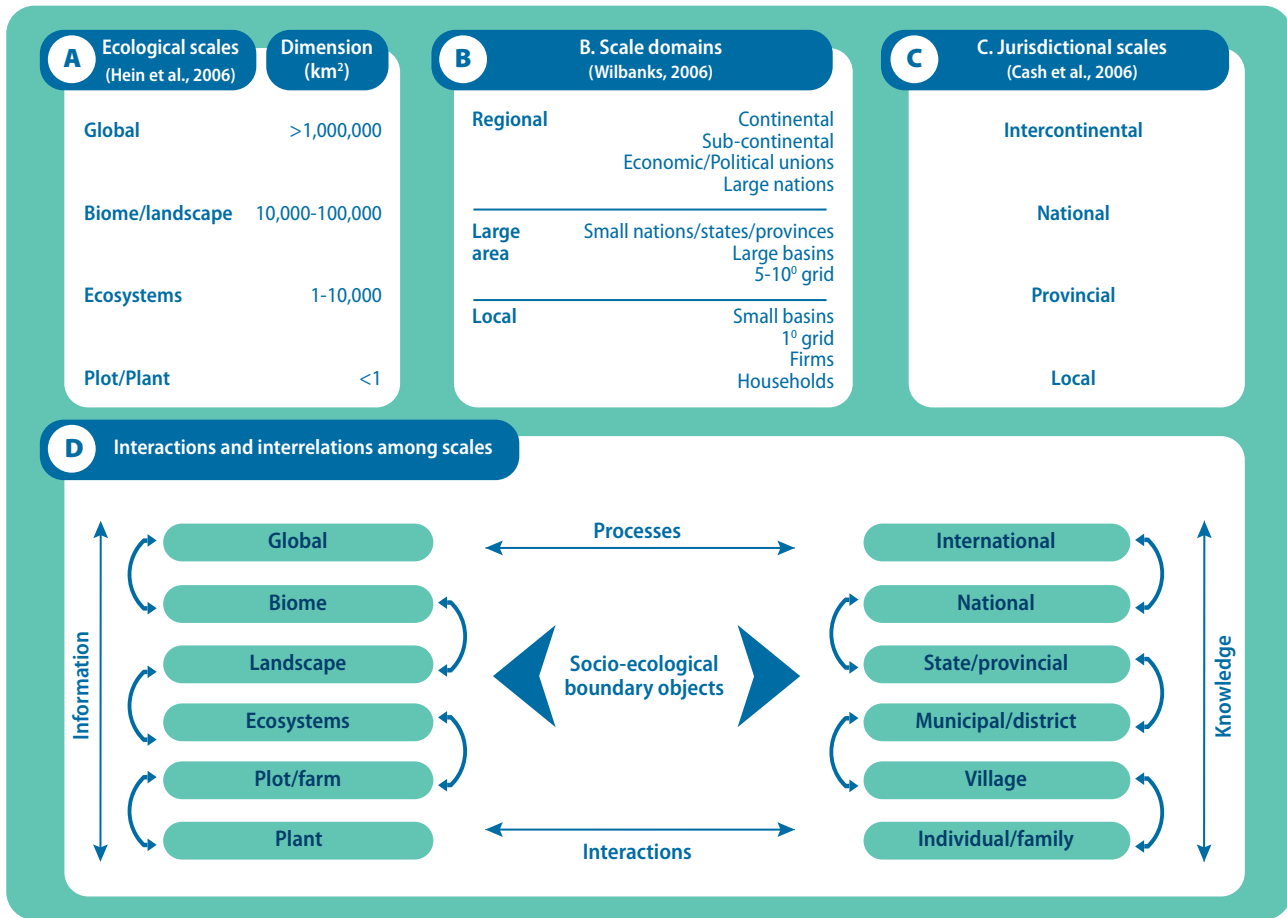 A
Ecological scales
(Hein et al., 2006)
Dimension
(km²)
Global >1,000,000
Biome/landscape 10,000-100,000
Ecosystems 1-10,000
Plot/Plant <1
B
B. Scale domains
(Wilbanks, 2006)
Regional Continental
Sub-continental
Economic/Political unions
Large nations
Large
area
Small nations/states/provinces
Large basins
5-10⁰ grid
Local Small basins
1⁰ grid
Firms
Households
C
C. Jurisdictional scales
(Cash et al., 2006)
Intercontinental
National
Provincial
Local
D Interactions and interrelations among scales
Information
Global
Biome
Landscape
Ecosystems
Plot/farm
Plant
Processes
Socio-ecological
boundary objects
Interactions
International
National
State/provincial
Municipal/district
Village
Individual/family
Knowledge